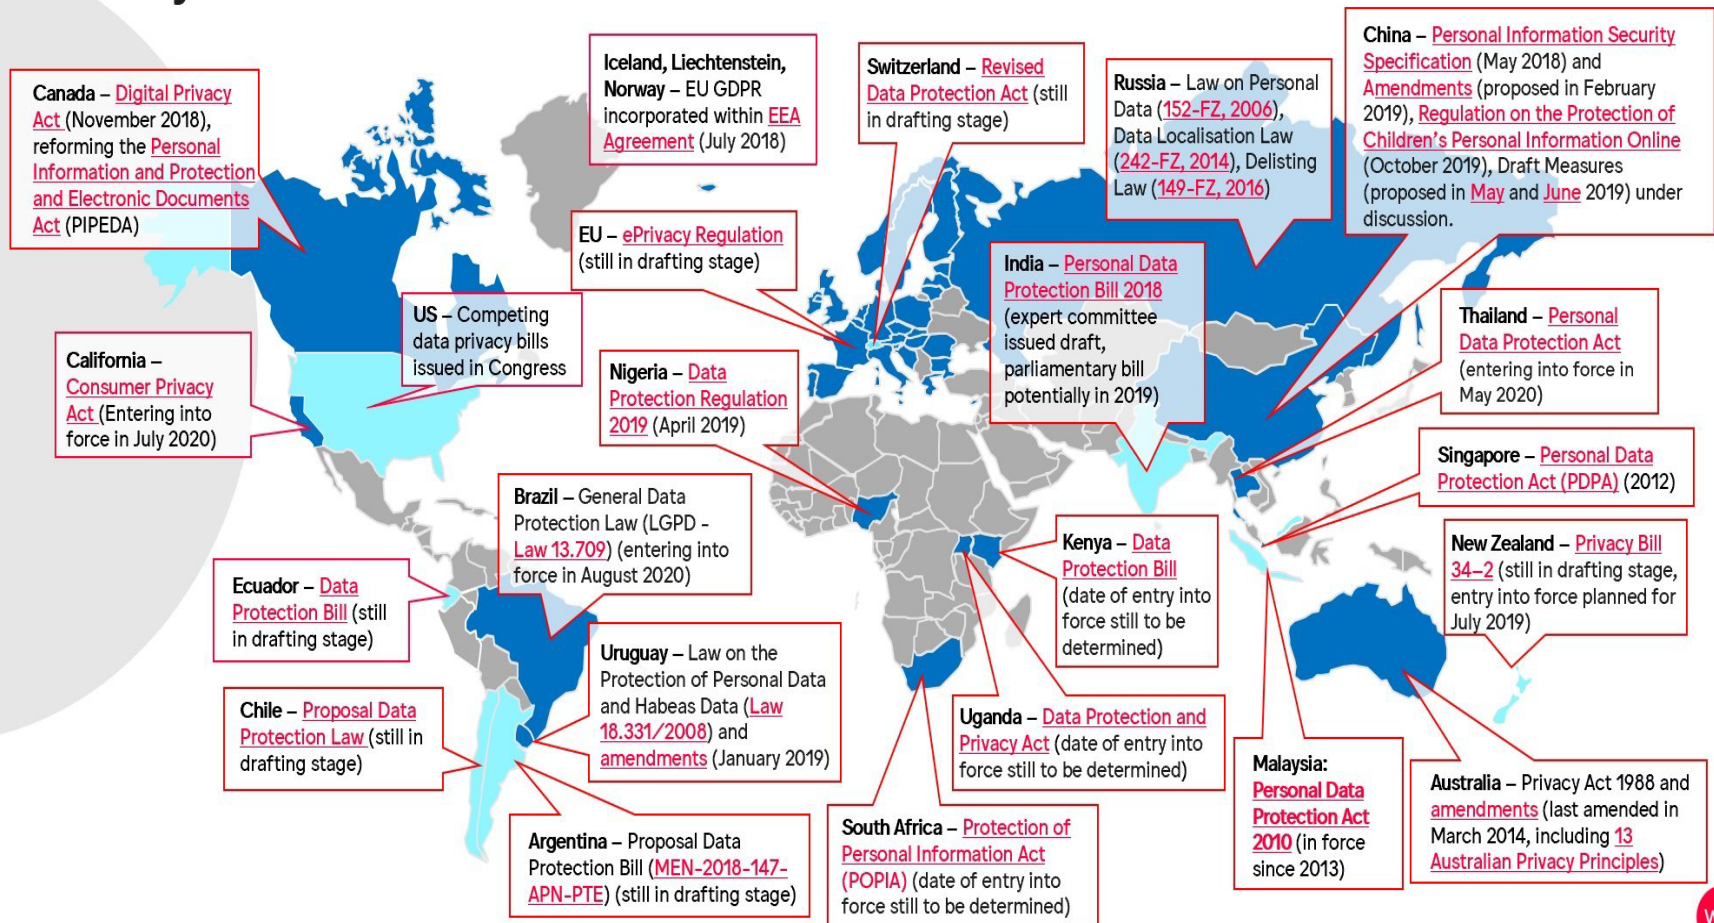 Canada – Digital Privacy
Act (November 2018),
reforming the Personal
Information and Protection
and Electronic Documents
Act (PIPEDA)
Iceland, Liechtenstein,
Norway – EU GDPR
incorporated within EEA
Agreement (July 2018)
Switzerland – Revised
Data Protection Act (still
in drafting stage)
Russia – Law on Personal
Data (152-FZ, 2006),
Data Localisation Law
(242-FZ, 2014), Delisting
Law (149-FZ, 2016)
China – Personal Information Security
Specification (May 2018) and
Amendments (proposed in February
2019), Regulation on the Protection of
Children's Personal Information Online
(October 2019), Draft Measures
(proposed in May and June 2019) under
discussion.
EU – ePrivacy Regulation
(still in drafting stage)
India – Personal Data
Protection Bill 2018
(expert committee
issued draft,
parliamentary bill
potentially in 2019)
US – Competing
data privacy bills
issued in Congress
California –
Consumer Privacy
Act (Entering into
force in July 2020)
Nigeria – Data
Protection Regulation
2019 (April 2019)
Thailand – Personal
Data Protection Act
(entering into force in
May 2020)
Singapore – Personal Data
Protection Act (PDPA) (2012)
Brazil – General Data
Protection Law (LGPD -
Law 13.709) (entering into
force in August 2020)
Kenya – Data
Protection Bill
(date of entry into
force still to be
determined)
New Zealand – Privacy Bill
34–2 (still in drafting stage,
entry into force planned for
July 2019)
Ecuador – Data
Protection Bill (still
in drafting stage)
Uruguay – Law on the
Protection of Personal Data
and Habeas Data (Law
18.331/2008) and
amendments (January 2019)
Chile – Proposal Data
Protection Law (still in
drafting stage)
Uganda – Data Protection and
Privacy Act (date of entry into
force still to be determined)
Malaysia:
Personal Data
Protection Act
2010 (in force
since 2013)
Australia – Privacy Act 1988 and
amendments (last amended in
March 2014, including 13
Australian Privacy Principles)
Argentina – Proposal Data
Protection Bill (MEN-2018-147-
APN-PTE) (still in drafting stage)
South Africa – Protection of
Personal Information Act
(POPIA) (date of entry into
force still to be determined)